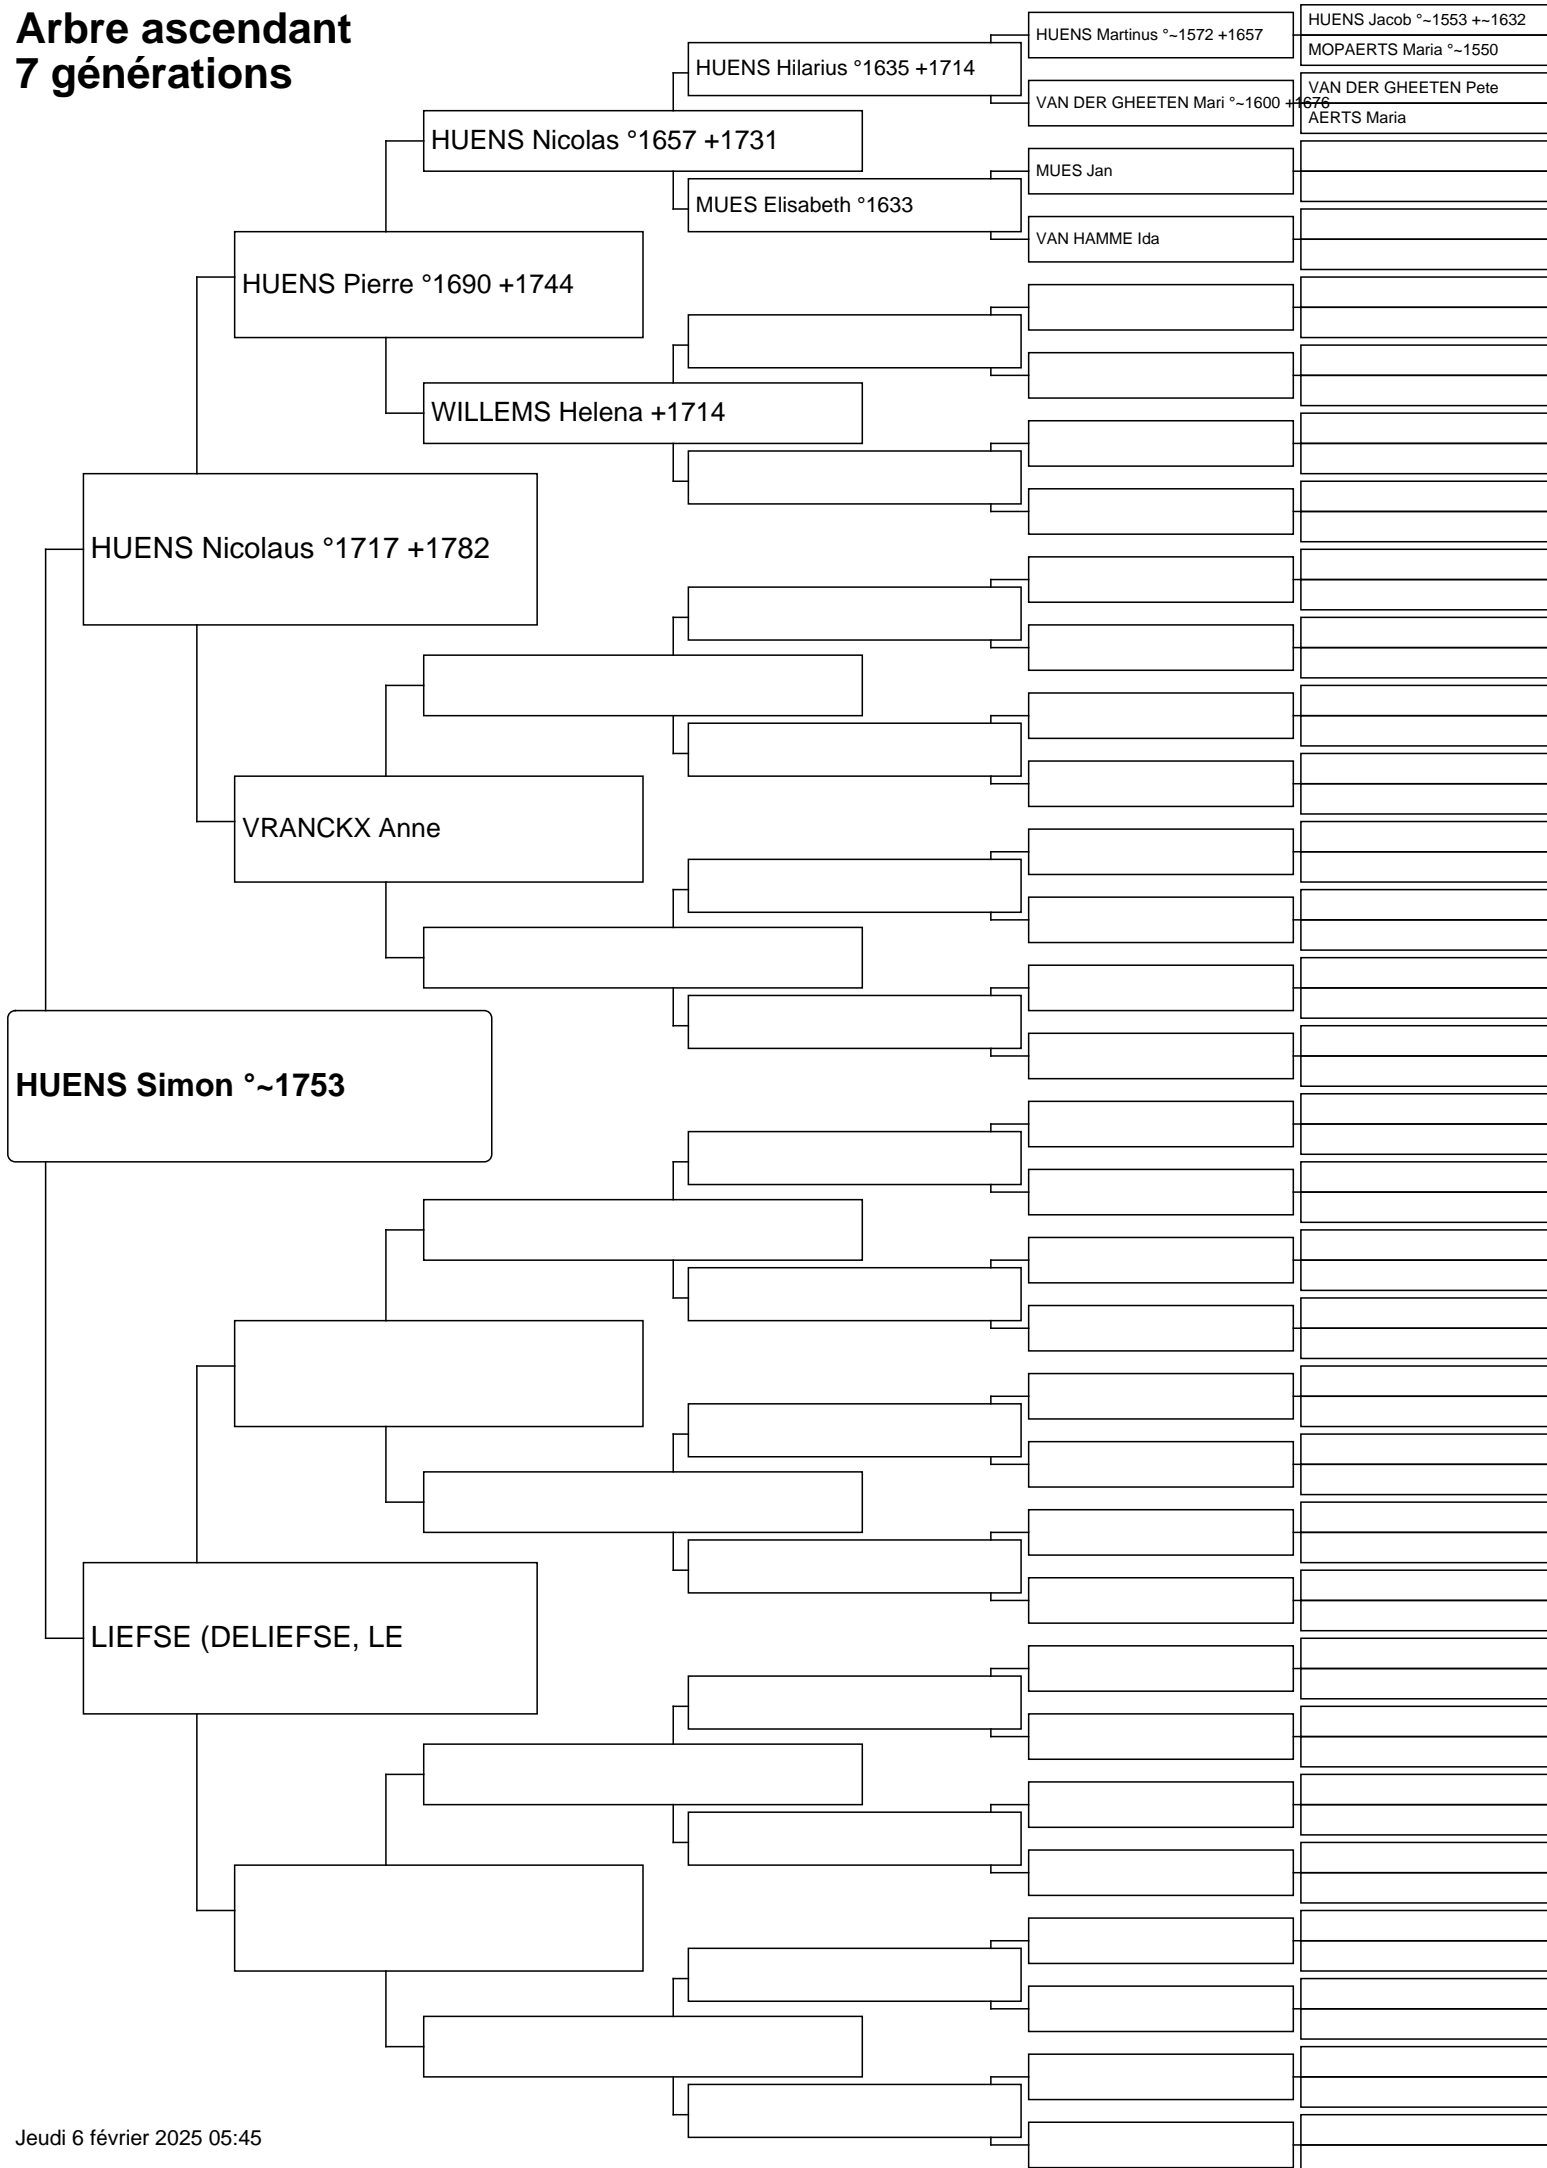 Arbre ascendant
7 générations
HUENS Martinus °~1572 +1657
HUENS Jacob °~1553 +~1632
MOPAERTS Maria °~1550
HUENS Hilarius °1635 +1714
VAN DER GHEETEN Mari °~1600 +1676
VAN DER GHEETEN Pete
AERTS Maria
HUENS Nicolas °1657 +1731
MUES Jan
MUES Elisabeth °1633
VAN HAMME Ida
HUENS Pierre °1690 +1744
WILLEMS Helena +1714
HUENS Nicolaus °1717 +1782
VRANCKX Anne
HUENS Simon °~1753
LIEFSE (DELIEFSE, LE
Jeudi 6 février 2025 05:45